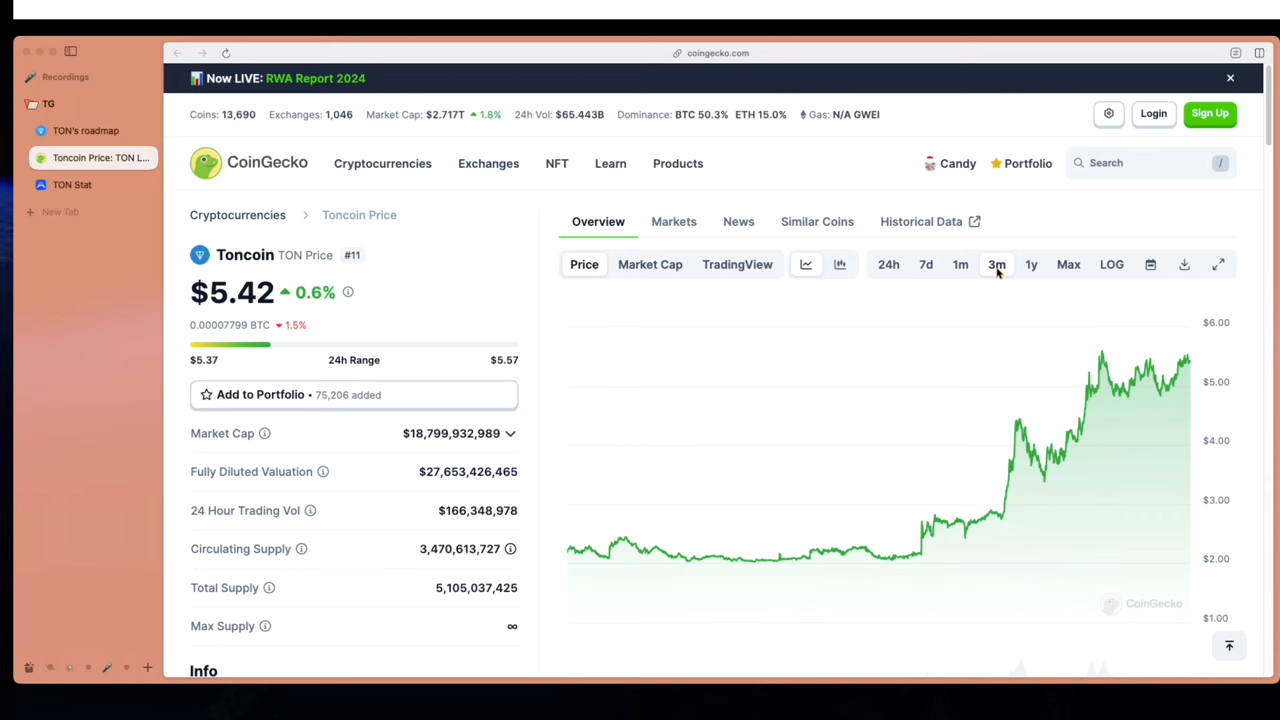 coingecko.com
Recordings
TG
TON's roadmap
Toncoin Price: TON L...
TON Stat
New Tab
Now LIVE: RWA Report 2024
Coins: 13,690 Exchanges: 1,046 Market Cap: $2.717T 1.8% 24h Vol: $65.443B Dominance: BTC 50.3% ETH 15.0% Gas: N/A GWEI
Login
Sign Up
CoinGecko
Cryptocurrencies Exchanges NFT Learn Products
Candy Portfolio
Search /
Cryptocurrencies > Toncoin Price
Toncoin TON Price #11
$5.42 0.6%
0.00007799 BTC 1.5%
$5.37 24h Range $5.57
Add to Portfolio • 75,206 added
Market Cap $18,799,932,989
Fully Diluted Valuation $27,653,426,465
24 Hour Trading Vol $166,348,978
Circulating Supply 3,470,613,727
Total Supply 5,105,037,425
Max Supply ∞
Info
Overview Markets News Similar Coins Historical Data
Price Market Cap TradingView
24h 7d 1m 3m 1y Max LOG
$6.00
$5.00
$4.00
$3.00
$2.00
$1.00
CoinGecko